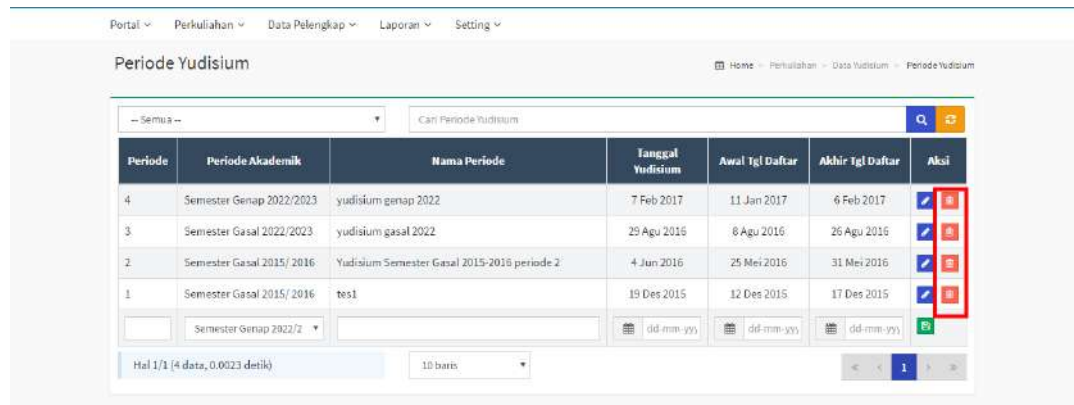 Portal Perkuliahan Data Pelengkap Laporan Setting
Periode Yudisium
Home Perkuliahan Data Yudisium Periode Yudisium
-- Semua -- Cari Periode Yudisium
Periode Periode Akademik Nama Periode Tanggal Yudisium Awal Tgl Daftar Akhir Tgl Daftar Aksi
4 Semester Genap 2022/2023 yudisium genap 2022 7 Feb 2017 11 Jan 2017 6 Feb 2017
3 Semester Gasal 2022/2023 yudisium gasal 2022 29 Agu 2016 8 Agu 2016 26 Agu 2016
2 Semester Gasal 2015/ 2016 Yudisium Semester Gasal 2015-2016 periode 2 4 Jun 2016 25 Mei 2016 31 Mei 2016
1 Semester Gasal 2015/ 2016 tes1 19 Des 2015 12 Des 2015 17 Des 2015
Semester Genap 2022/2 dd-mm-yyy dd-mm-yyy dd-mm-yyy
Hal 1/1 (4 data, 0.0023 detik) 10 baris « ‹ 1 › »